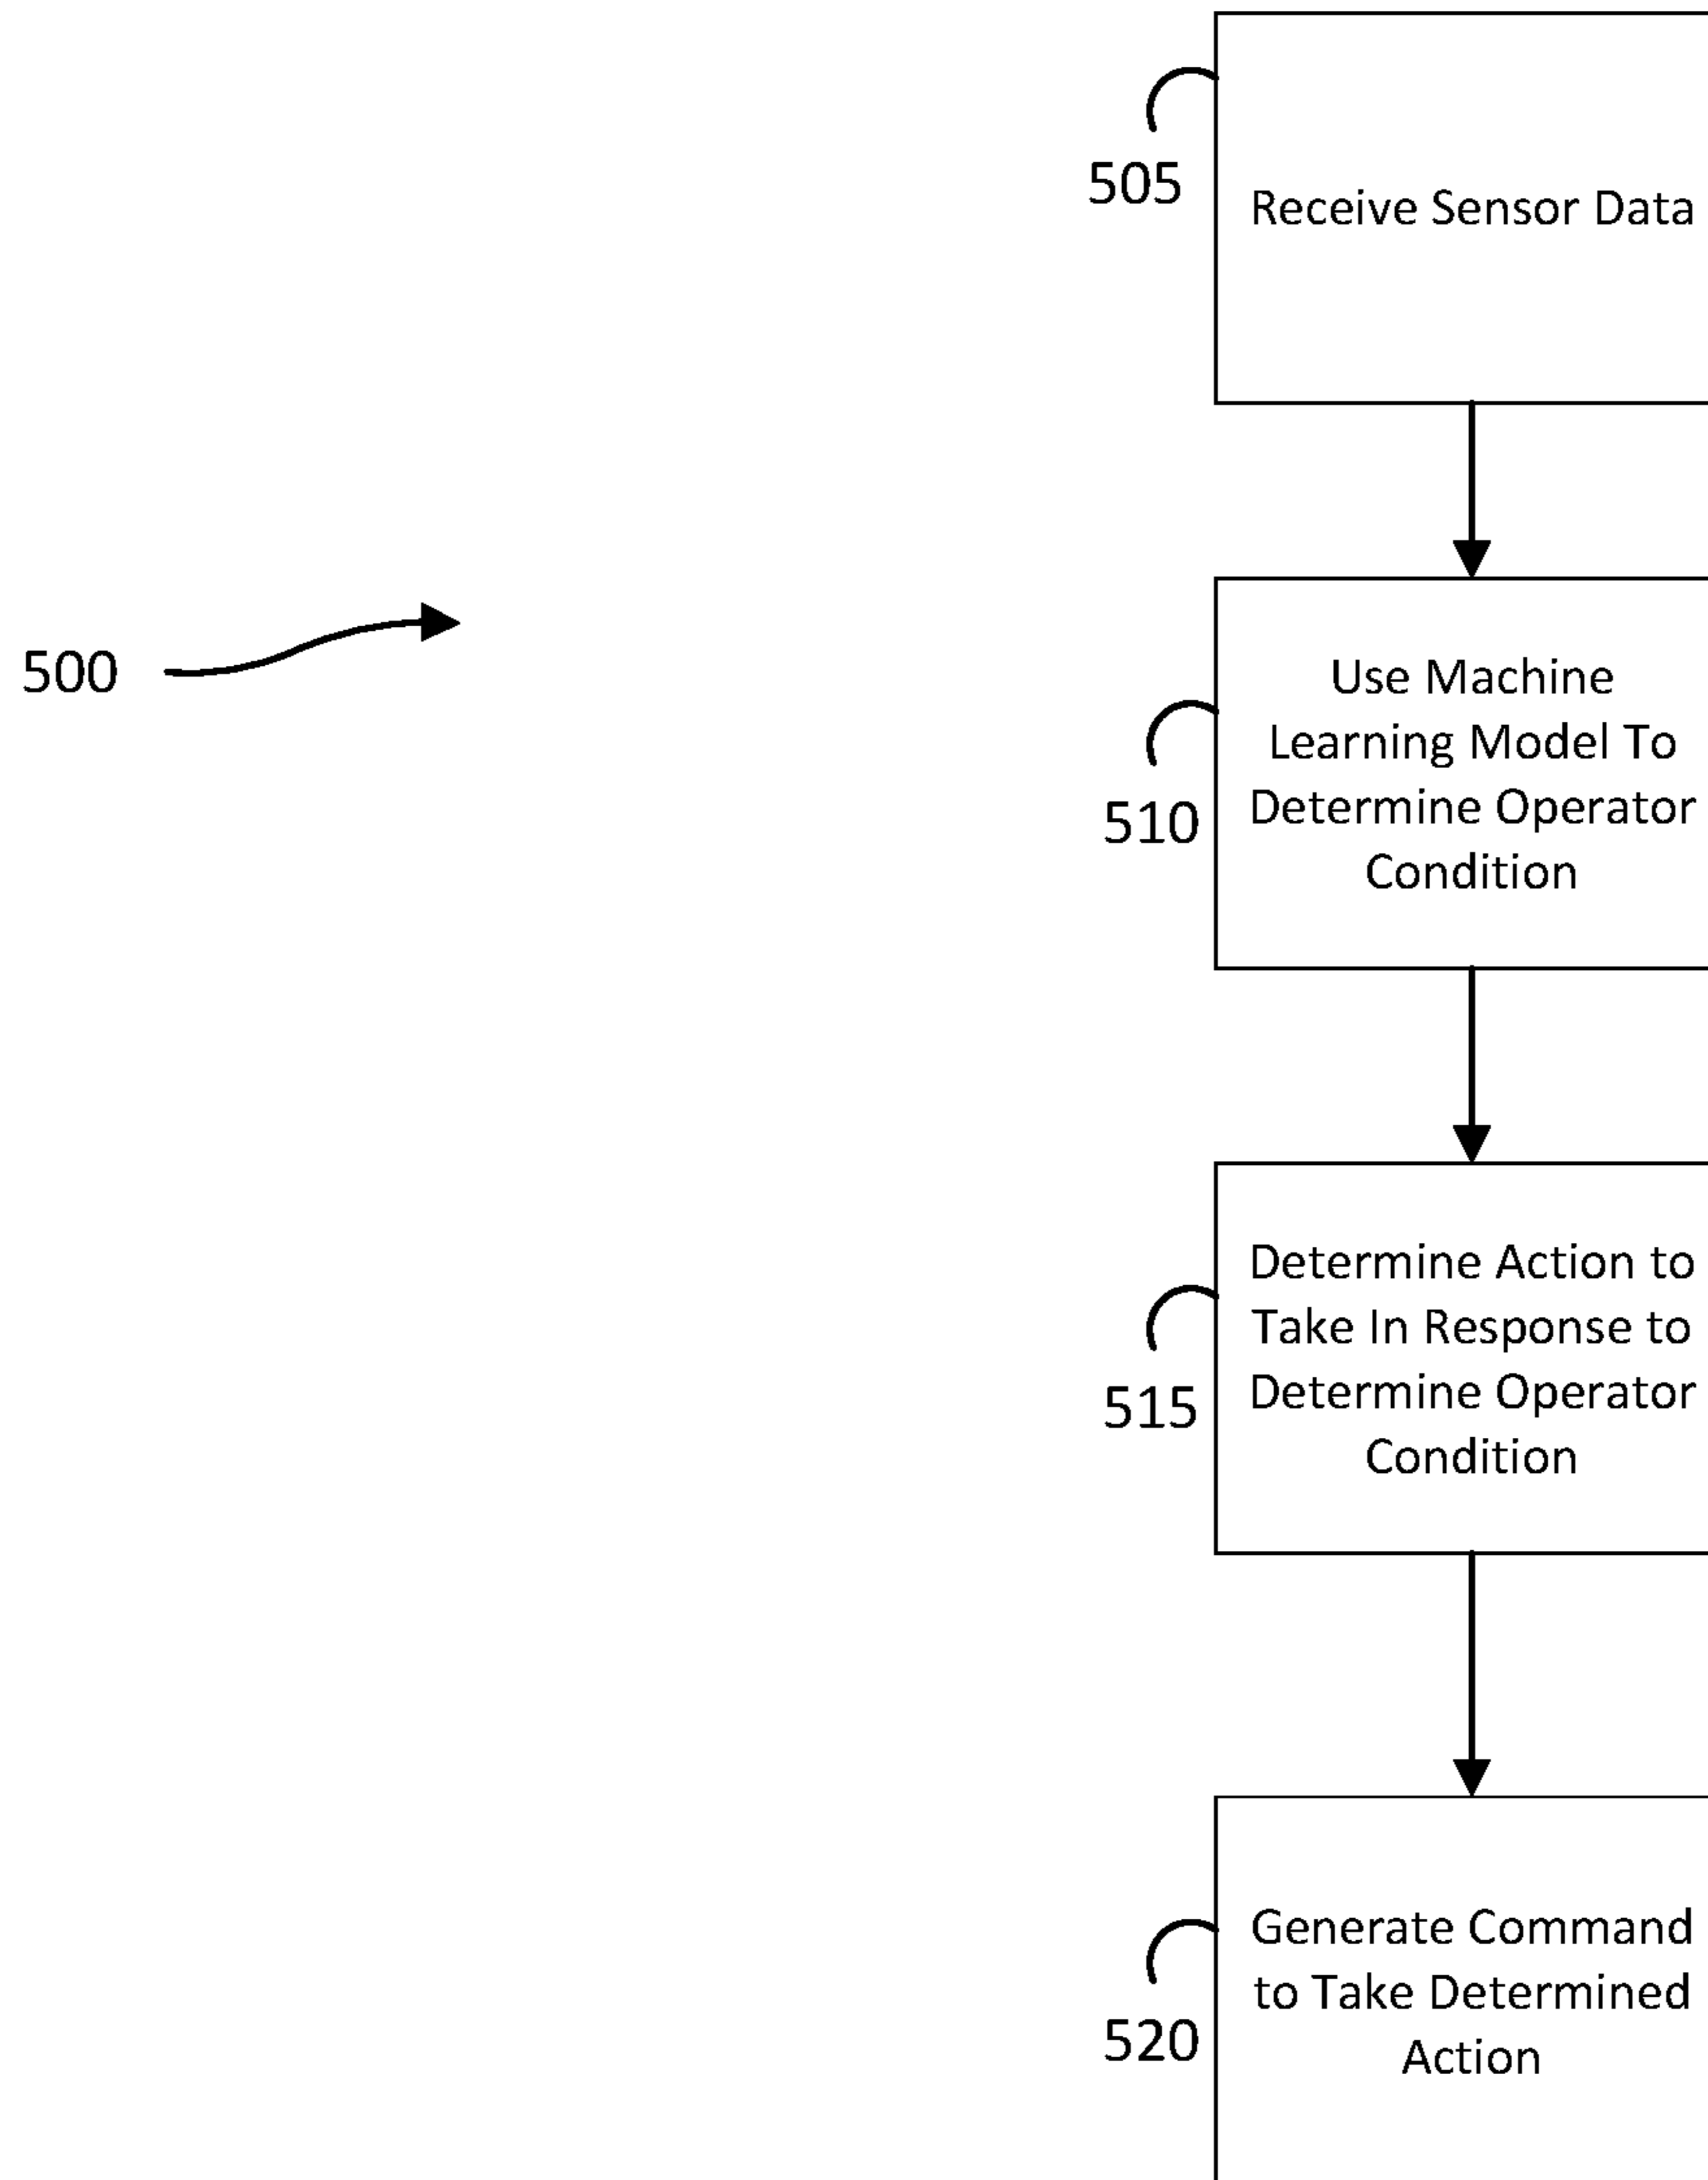 505
Receive Sensor Data
500
Use Machine
Learning Model To
Determine Operator
Condition
510
Determine Action to
Take In Response to
Determine Operator
Condition
515
Generate Command
to Take Determined
Action
520